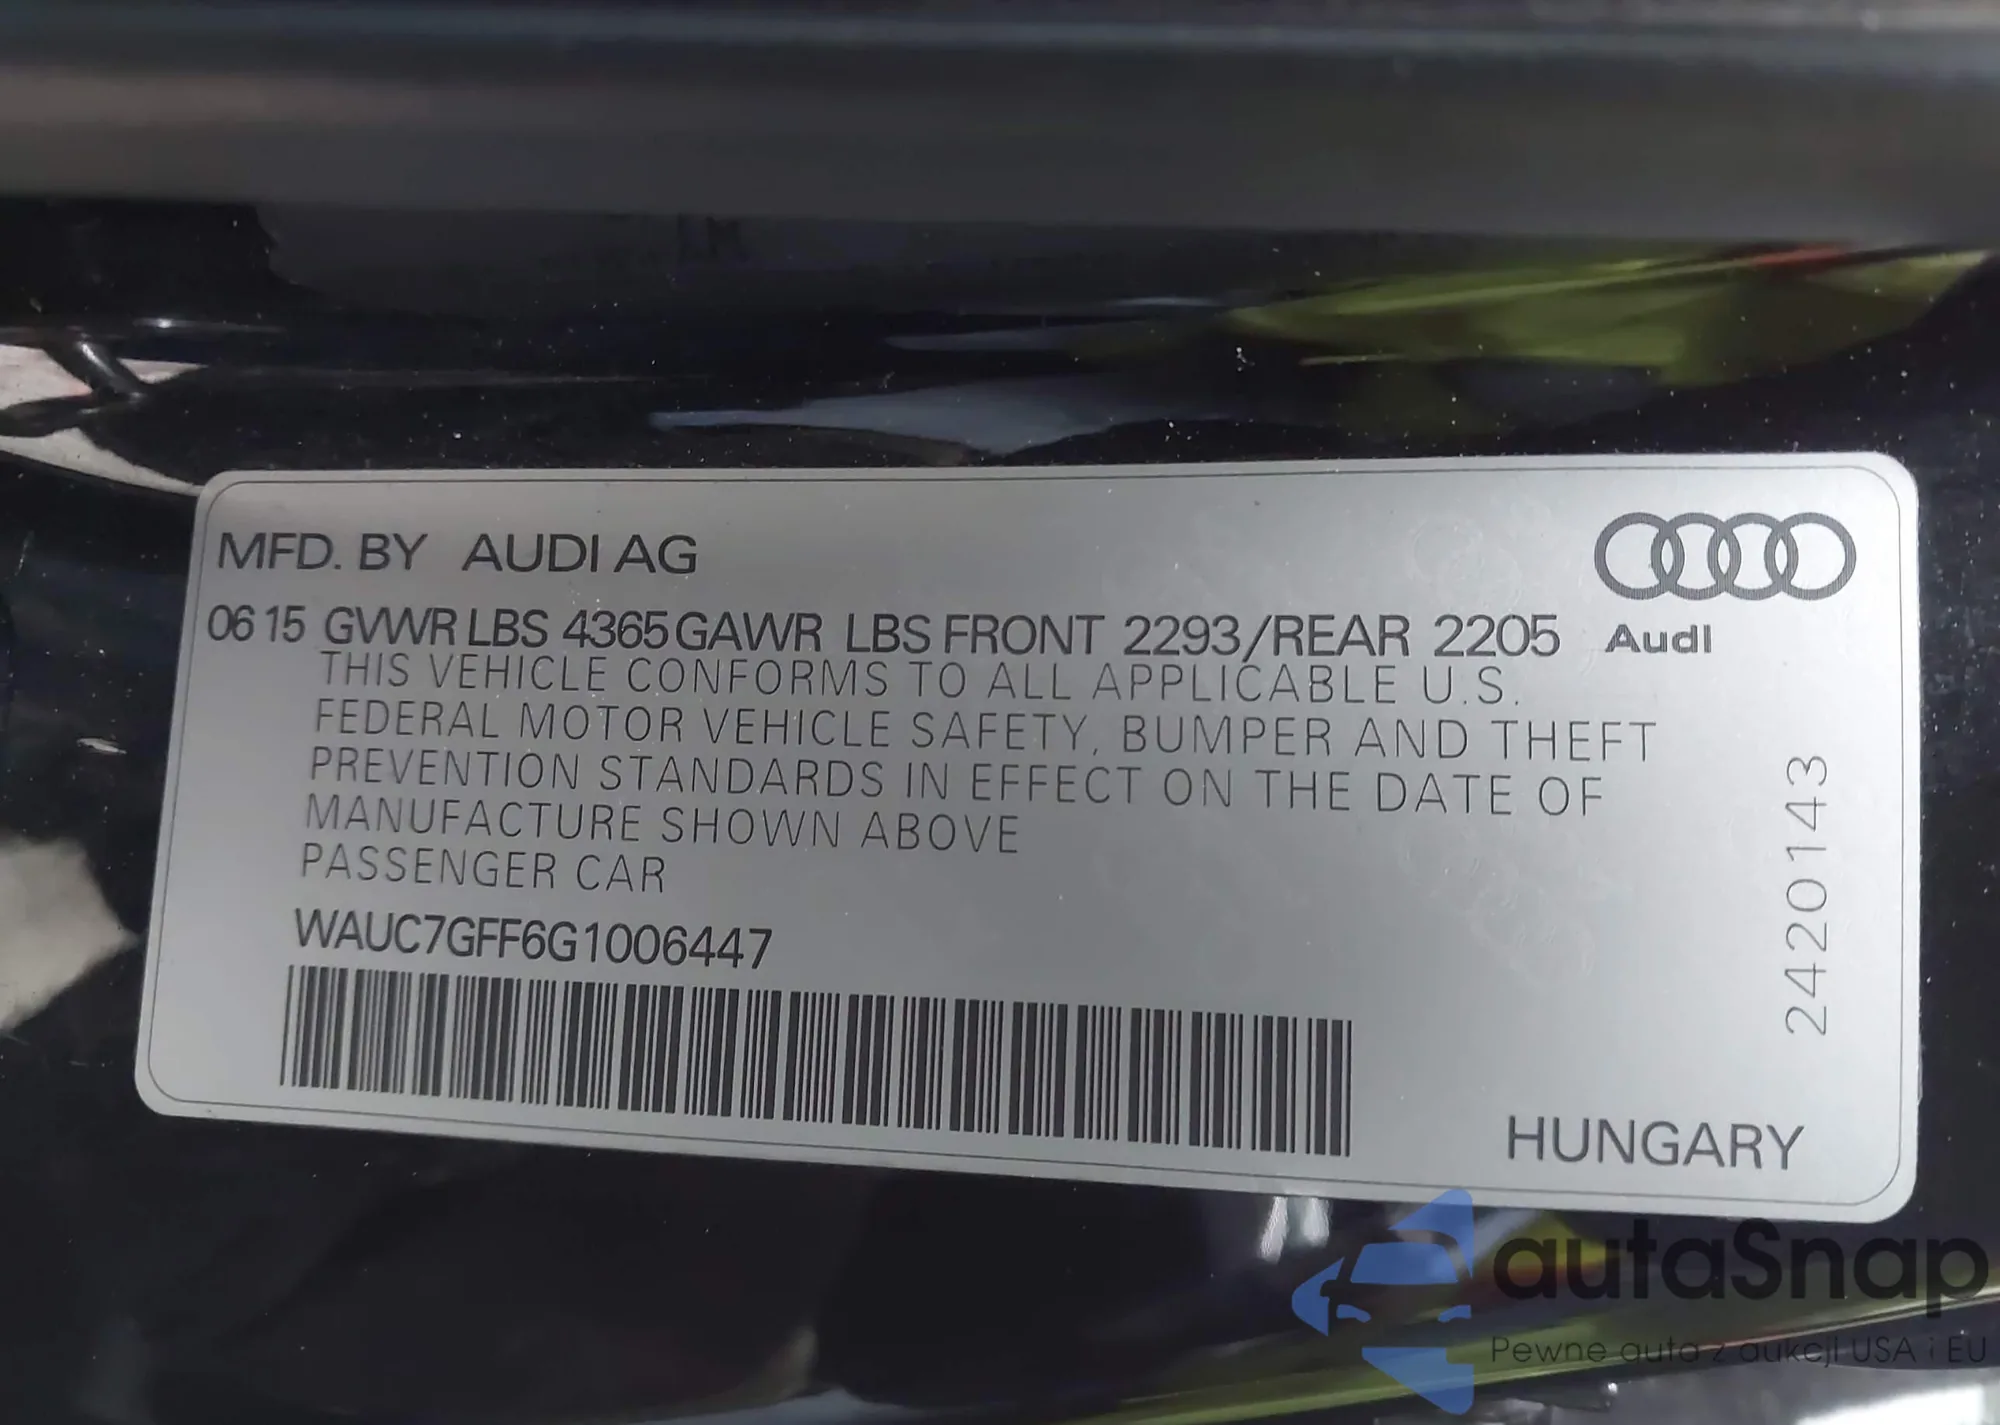 MFD. BY AUDI AG
06 15 GVWR LBS 4365 GAWR LBS FRONT 2293/REAR 2205
Audi
THIS VEHICLE CONFORMS TO ALL APPLICABLE U.S.
FEDERAL MOTOR VEHICLE SAFETY, BUMPER AND THEFT
PREVENTION STANDARDS IN EFFECT ON THE DATE OF
MANUFACTURE SHOWN ABOVE
PASSENGER CAR
WAUC7GFF6G1006447
2420143
HUNGARY
autaSnap
Pewne auto z aukcji USA i EU